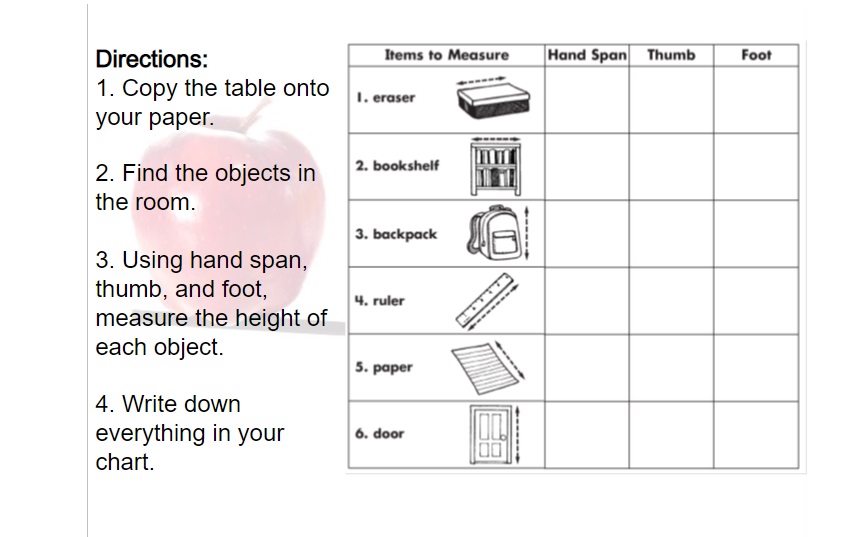 Directions:
1. Copy the table onto
your paper.
2. Find the objects in
the room.
3. Using hand span,
thumb, and foot,
measure the height of
each object.
4. Write down
everything in your
chart.
Items to Measure Hand Span Thumb Foot
1. eraser
2. bookshelf
3. backpack
4. ruler
5. paper
6. door